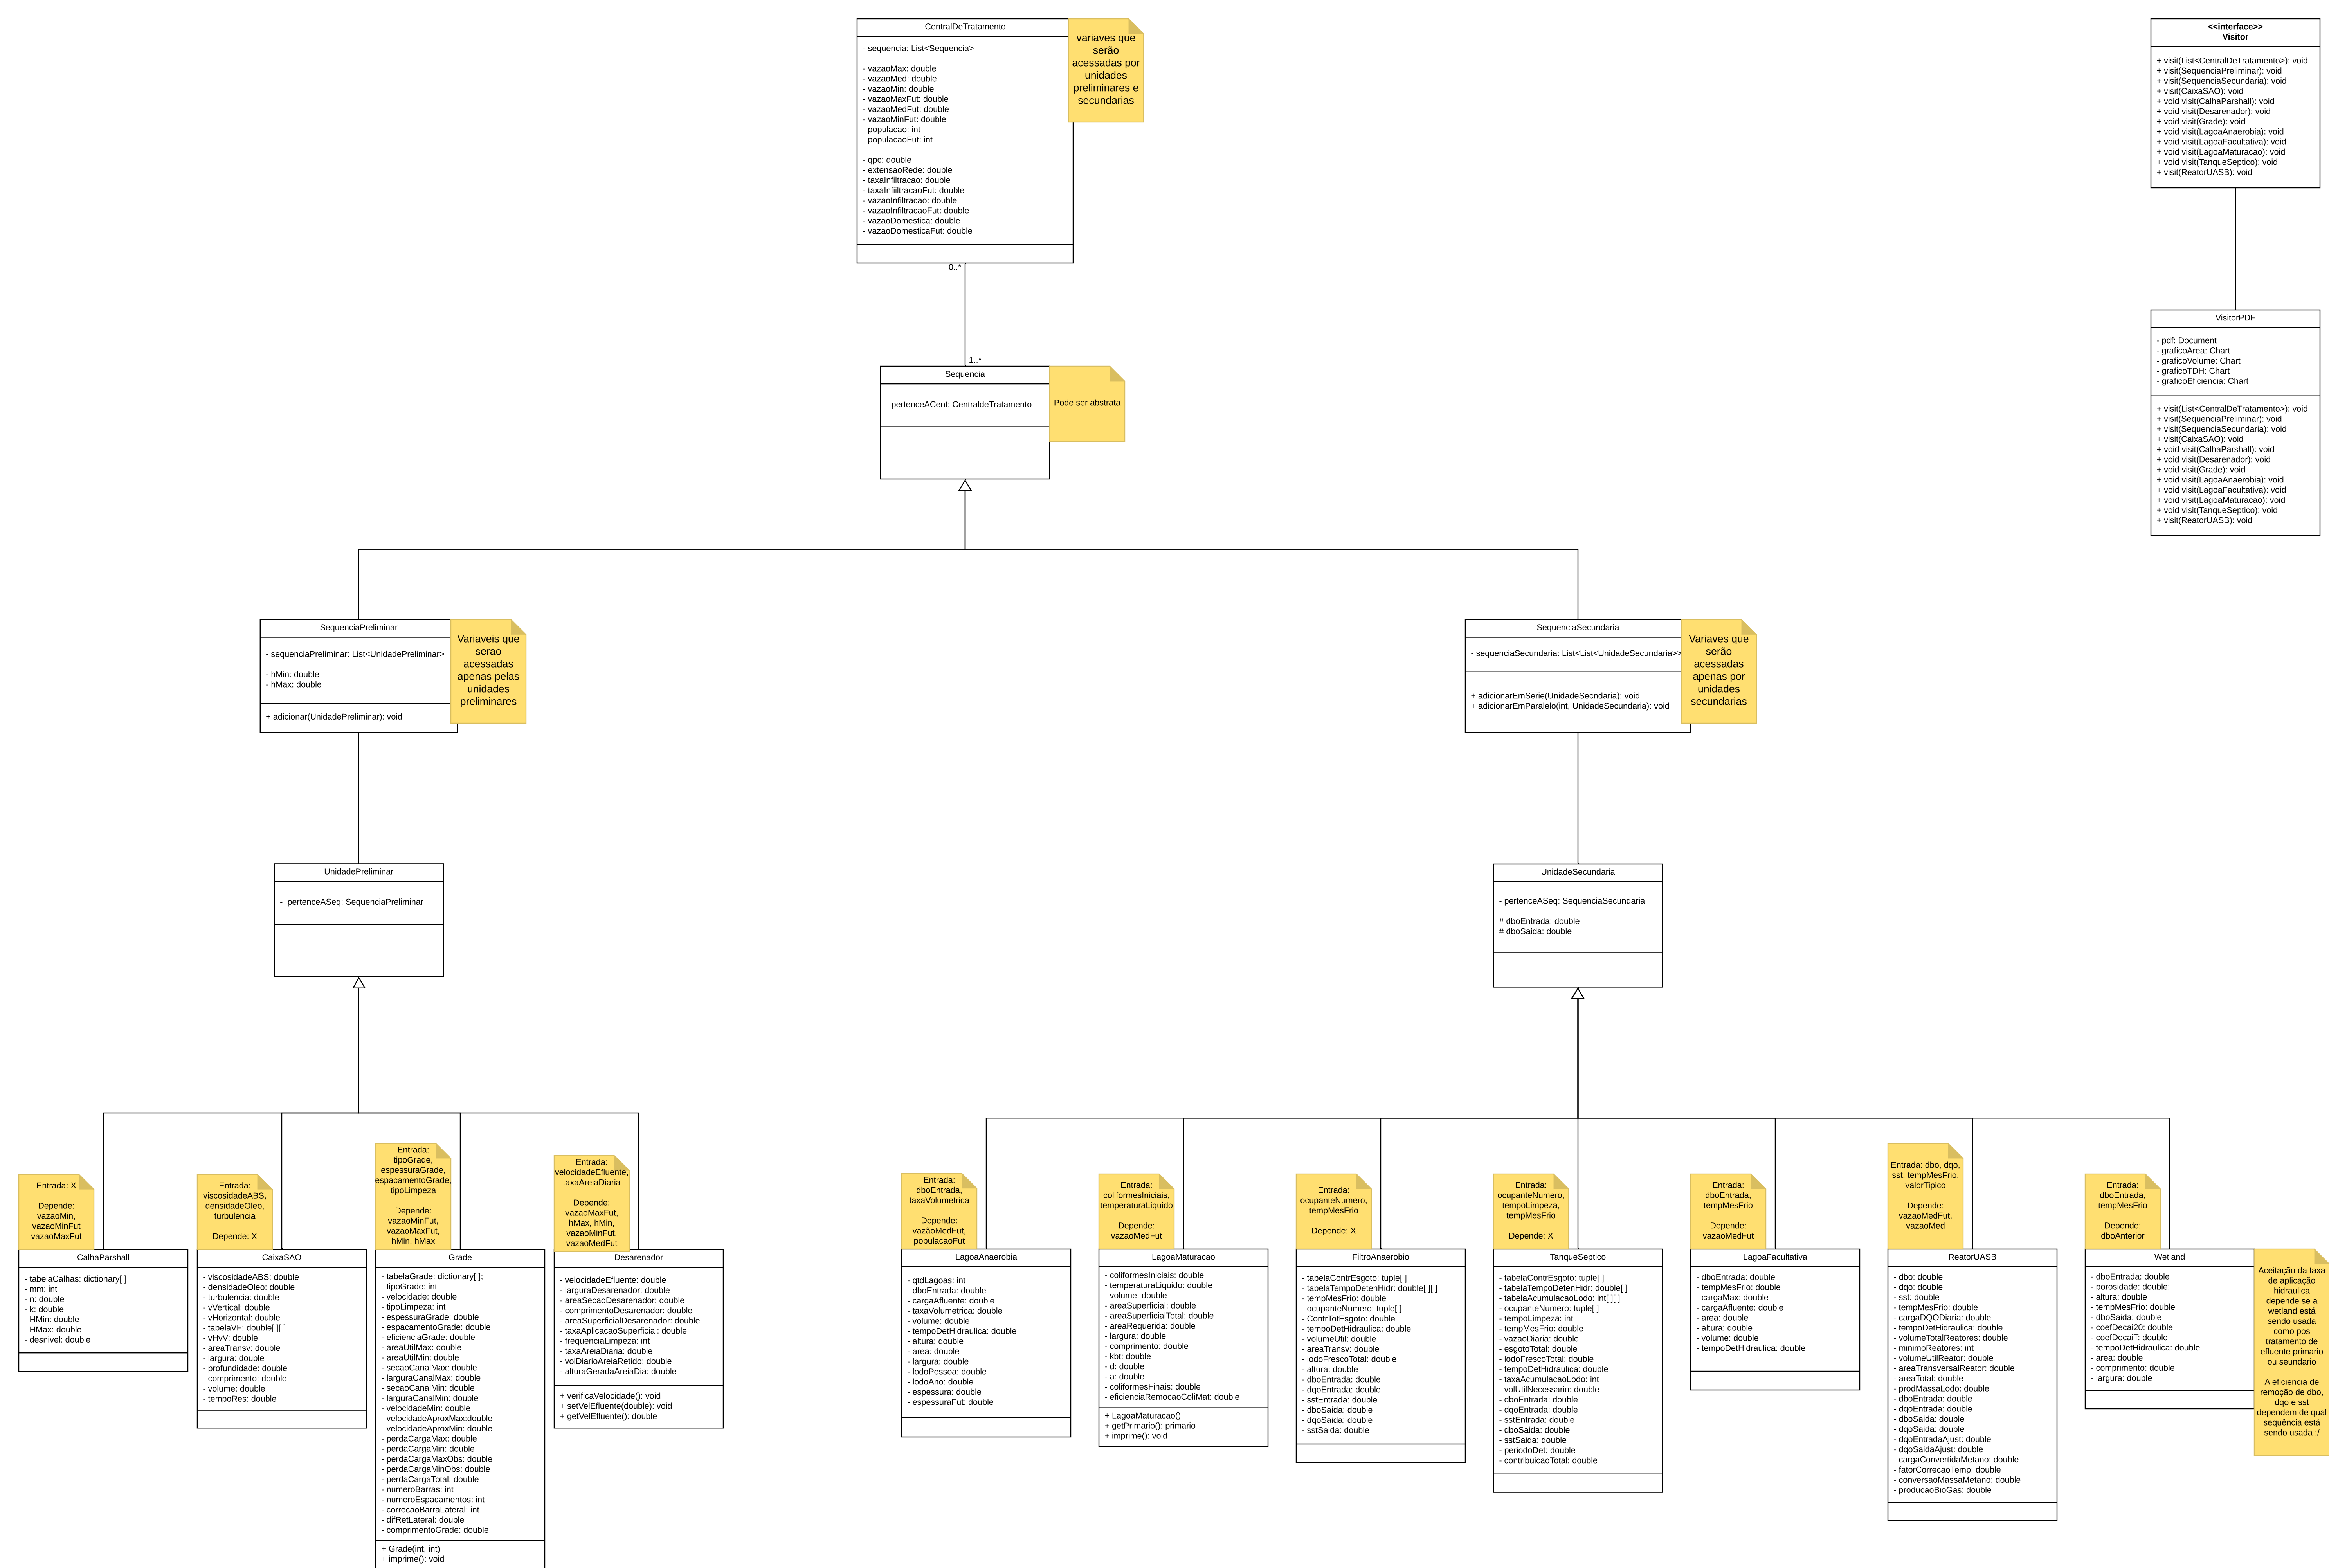 CentralDeTratamento
- sequencia: List<Sequencia>
- vazaoMax: double
- vazaoMed: double
- vazaoMin: double
- vazaoMaxFut: double
- vazaoMedFut: double
- vazaoMinFut: double
- populacao: int
- populacaoFut: int
- qpc: double
- extensaoRede: double
- taxaInfiltracao: double
- taxaInfiiltracaoFut: double
- vazaoInfiltracao: double
- vazaoInfiltracaoFut: double
- vazaoDomestica: double
- vazaoDomesticaFut: double
variaves que
serão
acessadas por
unidades
preliminares e
secundarias
<<interface>>
Visitor
+ visit(List<CentralDeTratamento>): void
+ visit(SequenciaPreliminar): void
+ visit(SequenciaSecundaria): void
+ visit(CaixaSAO): void
+ void visit(CalhaParshall): void
+ void visit(Desarenador): void
+ void visit(Grade): void
+ void visit(LagoaAnaerobia): void
+ void visit(LagoaFacultativa): void
+ void visit(LagoaMaturacao): void
+ void visit(TanqueSeptico): void
+ visit(ReatorUASB): void
0..*
1..*
VisitorPDF
- pdf: Document
- graficoArea: Chart
- graficoVolume: Chart
- graficoTDH: Chart
- graficoEficiencia: Chart
+ visit(List<CentralDeTratamento>): void
+ visit(SequenciaPreliminar): void
+ visit(SequenciaSecundaria): void
+ visit(CaixaSAO): void
+ void visit(CalhaParshall): void
+ void visit(Desarenador): void
+ void visit(Grade): void
+ void visit(LagoaAnaerobia): void
+ void visit(LagoaFacultativa): void
+ void visit(LagoaMaturacao): void
+ void visit(TanqueSeptico): void
+ visit(ReatorUASB): void
Sequencia
- pertenceACent: CentraldeTratamento
Pode ser abstrata
SequenciaPreliminar
- sequenciaPreliminar: List<UnidadePreliminar>
- hMin: double
- hMax: double
+ adicionar(UnidadePreliminar): void
Variaveis que
serao
acessadas
apenas pelas
unidades
preliminares
SequenciaSecundaria
- sequenciaSecundaria: List<List<UnidadeSecundaria>>
+ adicionarEmSerie(UnidadeSecndaria): void
+ adicionarEmParalelo(int, UnidadeSecundaria): void
Variaves que
serão
acessadas
apenas por
unidades
secundarias
UnidadePreliminar
- pertenceASeq: SequenciaPreliminar
UnidadeSecundaria
- pertenceASeq: SequenciaSecundaria
# dboEntrada: double
# dboSaida: double
Entrada: X
Depende:
vazaoMin,
vazaoMinFut
vazaoMaxFut
CalhaParshall
- tabelaCalhas: dictionary[ ]
- mm: int
- n: double
- k: double
- HMin: double
- HMax: double
- desnivel: double
Entrada:
viscosidadeABS,
densidadeOleo,
turbulencia
Depende: X
CaixaSAO
- viscosidadeABS: double
- densidadeOleo: double
- turbulencia: double
- vVertical: double
- vHorizontal: double
- tabelaVF: double[ ][ ]
- vHvV: double
- areaTransv: double
- largura: double
- profundidade: double
- comprimento: double
- volume: double
- tempoRes: double
Entrada:
tipoGrade,
espessuraGrade,
espacamentoGrade,
tipoLimpeza
Depende:
vazaoMinFut,
vazaoMaxFut,
hMin, hMax
Grade
- tabelaGrade: dictionary[ ];
- tipoGrade: int
- velocidade: double
- tipoLimpeza: int
- espessuraGrade: double
- espacamentoGrade: double
- eficienciaGrade: double
- areaUtilMax: double
- areaUtilMin: double
- secaoCanalMax: double
- larguraCanalMax: double
- secaoCanalMin: double
- larguraCanalMin: double
- velocidadeMin: double
- velocidadeAproxMax:double
- velocidadeAproxMin: double
- perdaCargaMax: double
- perdaCargaMin: double
- perdaCargaMaxObs: double
- perdaCargaMinObs: double
- perdaCargaTotal: double
- numeroBarras: int
- numeroEspacamentos: int
- correcaoBarraLateral: int
- difRetLateral: double
- comprimentoGrade: double
+ Grade(int, int)
+ imprime(): void
Entrada:
velocidadeEfluente,
taxaAreiaDiaria
Depende:
vazaoMaxFut,
hMax, hMin,
vazaoMinFut,
vazaoMedFut
Desarenador
- velocidadeEfluente: double
- larguraDesarenador: double
- areaSecaoDesarenador: double
- comprimentoDesarenador: double
- areaSuperficialDesarenador: double
- taxaAplicacaoSuperficial: double
- frequenciaLimpeza: int
- taxaAreiaDiaria: double
- volDiarioAreiaRetido: double
- alturaGeradaAreiaDia: double
+ verificaVelocidade(): void
+ setVelEfluente(double): void
+ getVelEfluente(): double
Entrada:
dboEntrada,
taxaVolumetrica
Depende:
vazãoMedFut,
populacaoFut
LagoaAnaerobia
- qtdLagoas: int
- dboEntrada: double
- cargaAfluente: double
- taxaVolumetrica: double
- volume: double
- tempoDetHidraulica: double
- altura: double
- area: double
- largura: double
- lodoPessoa: double
- lodoAno: double
- espessura: double
- espessuraFut: double
Entrada:
coliformesIniciais,
temperaturaLiquido
Depende:
vazaoMedFut
LagoaMaturacao
- coliformesIniciais: double
- temperaturaLiquido: double
- volume: double
- areaSuperficial: double
- areaSuperficialTotal: double
- areaRequerida: double
- largura: double
- comprimento: double
- kbt: double
- d: double
- a: double
- coliformesFinais: double
- eficienciaRemocaoColiMat: double
+ LagoaMaturacao()
+ getPrimario(): primario
+ imprime(): void
Entrada:
ocupanteNumero,
tempMesFrio
Depende: X
FiltroAnaerobio
- tabelaContrEsgoto: tuple[ ]
- tabelaTempoDetenHidr: double[ ][ ]
- tempMesFrio: double
- ocupanteNumero: tuple[ ]
- ContrTotEsgoto: double
- tempoDetHidraulica: double
- volumeUtil: double
- areaTransv: double
- lodoFrescoTotal: double
- altura: double
- dboEntrada: double
- dqoEntrada: double
- sstEntrada: double
- dboSaida: double
- dqoSaida: double
- sstSaida: double
Entrada:
ocupanteNumero,
tempoLimpeza,
tempMesFrio
Depende: X
TanqueSeptico
- tabelaContrEsgoto: tuple[ ]
- tabelaTempoDetenHidr: double[ ]
- tabelaAcumulacaoLodo: int[ ][ ]
- ocupanteNumero: tuple[ ]
- tempoLimpeza: int
- tempMesFrio: double
- vazaoDiaria: double
- esgotoTotal: double
- lodoFrescoTotal: double
- tempoDetHidraulica: double
- taxaAcumulacaoLodo: int
- volUtilNecessario: double
- dboEntrada: double
- dqoEntrada: double
- sstEntrada: double
- dboSaida: double
- sstSaida: double
- periodoDet: double
- contribuicaoTotal: double
Entrada:
dboEntrada,
tempMesFrio
Depende:
vazaoMedFut
LagoaFacultativa
- dboEntrada: double
- tempMesFrio: double
- cargaMax: double
- cargaAfluente: double
- area: double
- altura: double
- volume: double
- tempoDetHidraulica: double
Entrada: dbo, dqo,
sst, tempMesFrio,
valorTipico
Depende:
vazaoMedFut,
vazaoMed
ReatorUASB
- dbo: double
- dqo: double
- sst: double
- tempMesFrio: double
- cargaDQODiaria: double
- tempoDetHidraulica: double
- volumeTotalReatores: double
- minimoReatores: int
- volumeUtilReator: double
- areaTransversalReator: double
- areaTotal: double
- prodMassaLodo: double
- dboEntrada: double
- dqoEntrada: double
- dboSaida: double
- dqoSaida: double
- dqoEntradaAjust: double
- dqoSaidaAjust: double
- cargaConvertidaMetano: double
- fatorCorrecaoTemp: double
- conversaoMassaMetano: double
- producaoBioGas: double
Entrada:
dboEntrada,
tempMesFrio
Depende:
dboAnterior
Wetland
- dboEntrada: double
- porosidade: double;
- altura: double
- tempMesFrio: double
- dboSaida: double
- coefDecai20: double
- coefDecaiT: double
- tempoDetHidraulica: double
- area: double
- comprimento: double
- largura: double
Aceitação da taxa
de aplicação
hidraulica
depende se a
wetland está
sendo usada
como pos
tratamento de
efluente primario
ou seundario
A eficiencia de
remoção de dbo,
dqo e sst
dependem de qual
sequência está
sendo usada :/